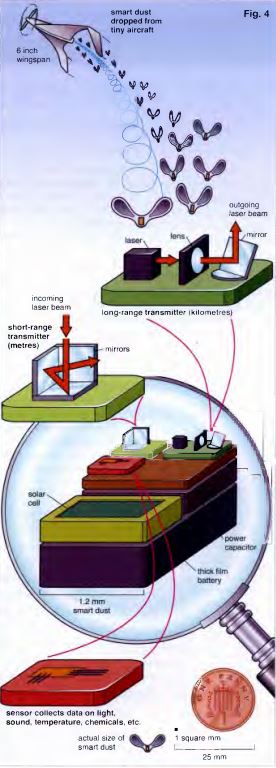 smart dust
dropped from
tiny aircraft
Fig. 4
6 inch
wingspan
outgoing
laser beam
laser
lens
mirror
long-range transmitter (kilometres)
incoming
laser beam
short-range
transmitter
(metres)
mirrors
solar
cell
power
capacitor
thick film
battery
1.2 mm
smart dust
sensor collects data on light,
sound, temperature, chemicals, etc.
ONE PENNY
actual size of
smart dust
1 square mm
25 mm